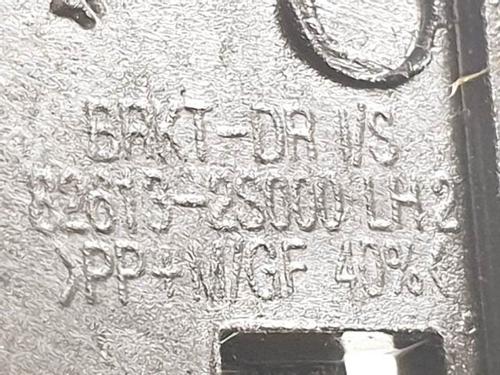 BRKT-DR I/S
82613-2S000 LH2
>PP+M/GF 40%<